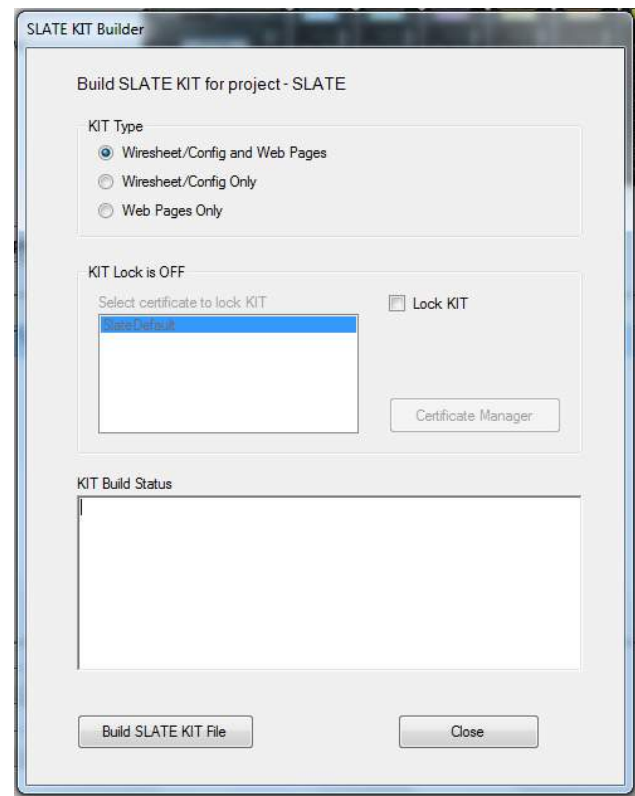 SLATE KIT Builder
Build SLATE KIT for project - SLATE
KIT Type
Wiresheet/Config and Web Pages
Wiresheet/Config Only
Web Pages Only
KIT Lock is OFF
Select certificate to lock KIT
Lock KIT
SlateDefault
Certificate Manager
KIT Build Status
Build SLATE KIT File
Close